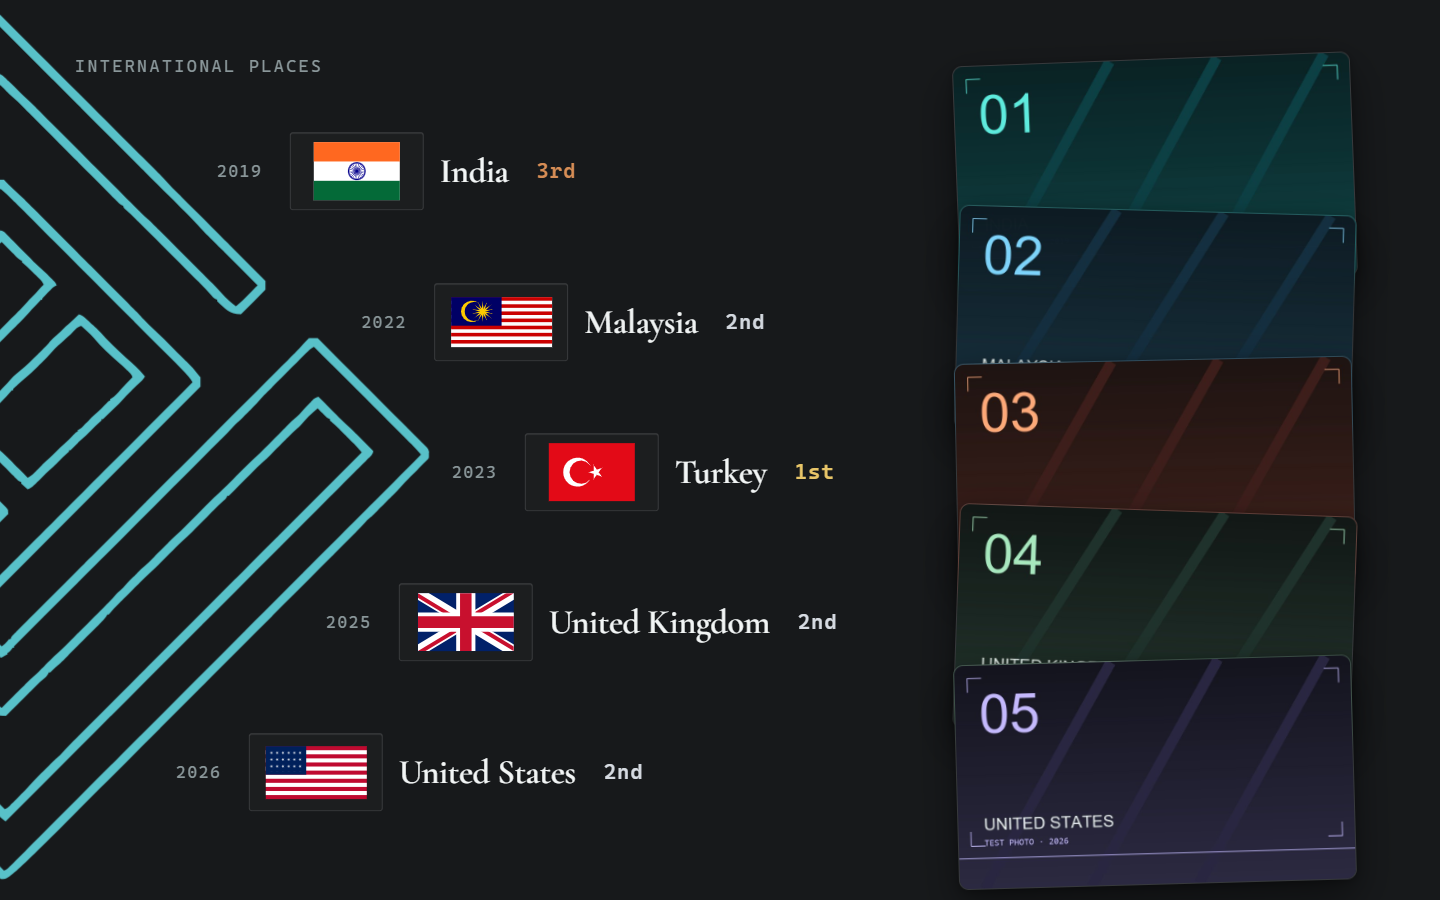 INTERNATIONAL PLACES
2019 India 3rd
2022 Malaysia 2nd
2023 Turkey 1st
2025 United Kingdom 2nd
2026 United States 2nd
01
02
03
04
05
UNITED STATES
TEST PHOTO · 2026